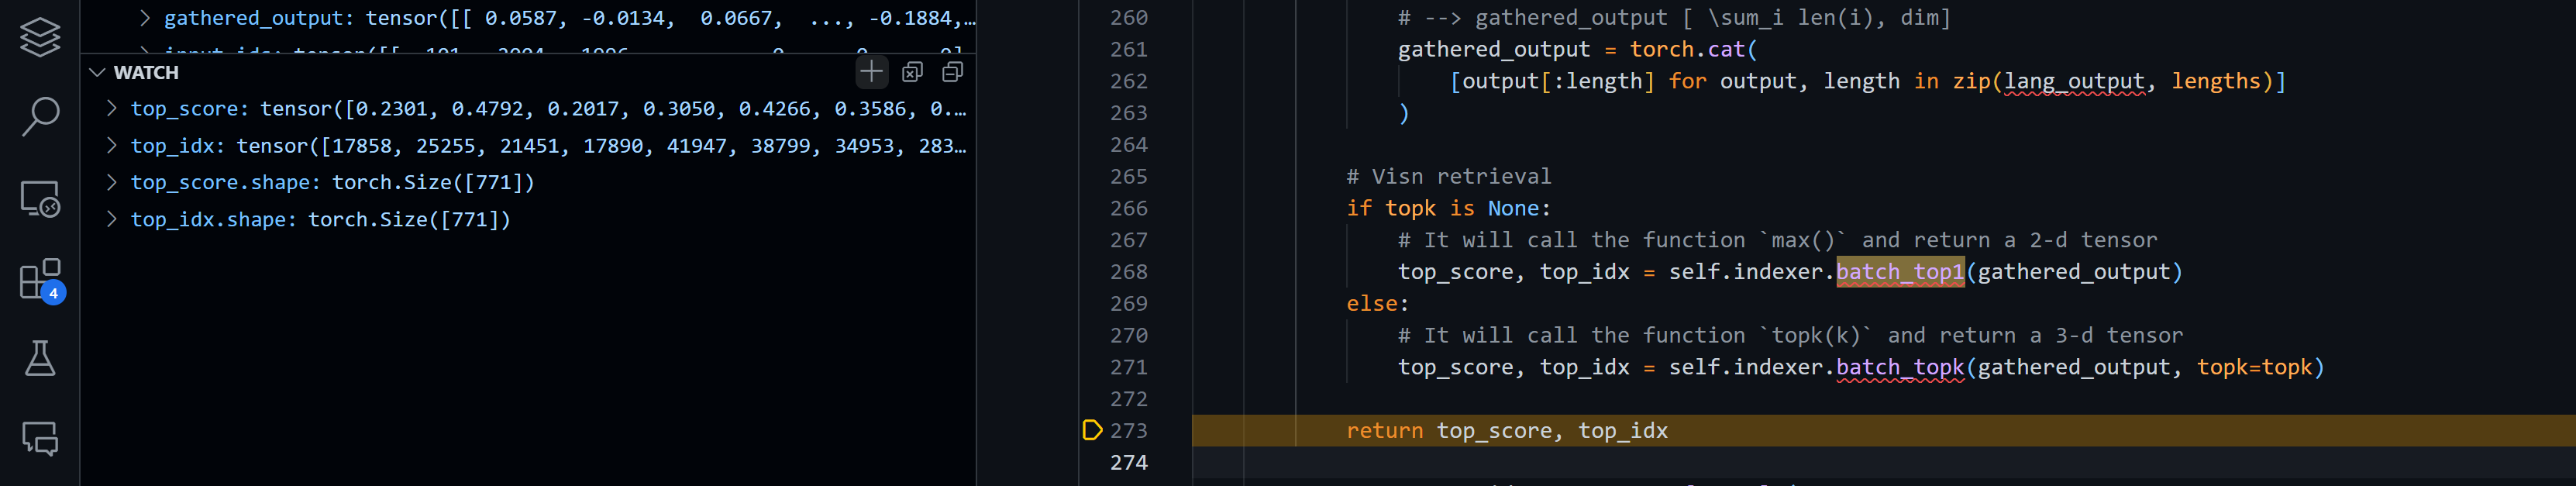 gathered_output: tensor([[ 0.0587, -0.0134,  0.0667,  ..., -0.1884,…
WATCH
top_score: tensor([0.2301, 0.4792, 0.2017, 0.3050, 0.4266, 0.3586, 0.…
top_idx: tensor([17858, 25255, 21451, 17890, 41947, 38799, 34953, 283…
top_score.shape: torch.Size([771])
top_idx.shape: torch.Size([771])
4
260 # --> gathered_output [ \sum_i len(i), dim]
261 gathered_output = torch.cat(
262 [output[:length] for output, length in zip(lang_output, lengths)]
263 )
264
265 # Visn retrieval
266 if topk is None:
267 # It will call the function `max()` and return a 2-d tensor
268 top_score, top_idx = self.indexer.batch_top1(gathered_output)
269 else:
270 # It will call the function `topk(k)` and return a 3-d tensor
271 top_score, top_idx = self.indexer.batch_topk(gathered_output, topk=topk)
272
273 return top_score, top_idx
274